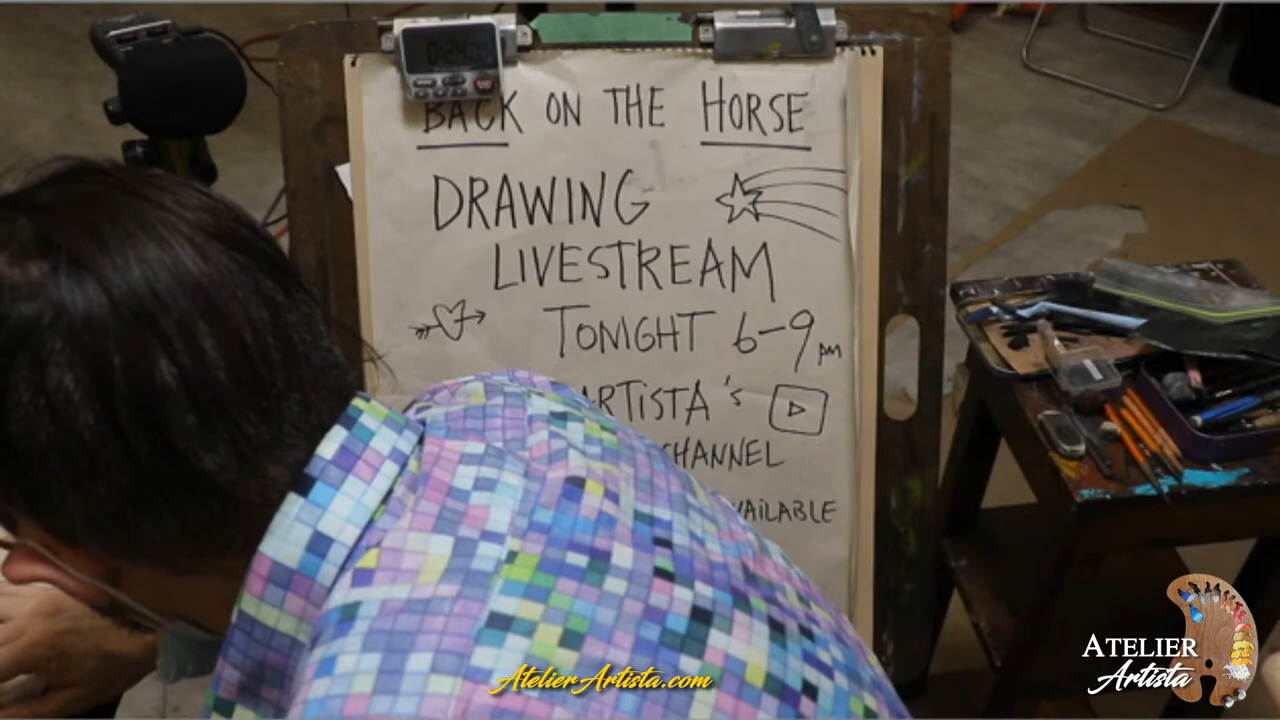 BACK ON THE HORSE
DRAWING
LIVESTREAM
TONIGHT 6-9 pm
ARTISTA's
CHANNEL
AVAILABLE
ATELIER
Artista
AtelierArtista.com